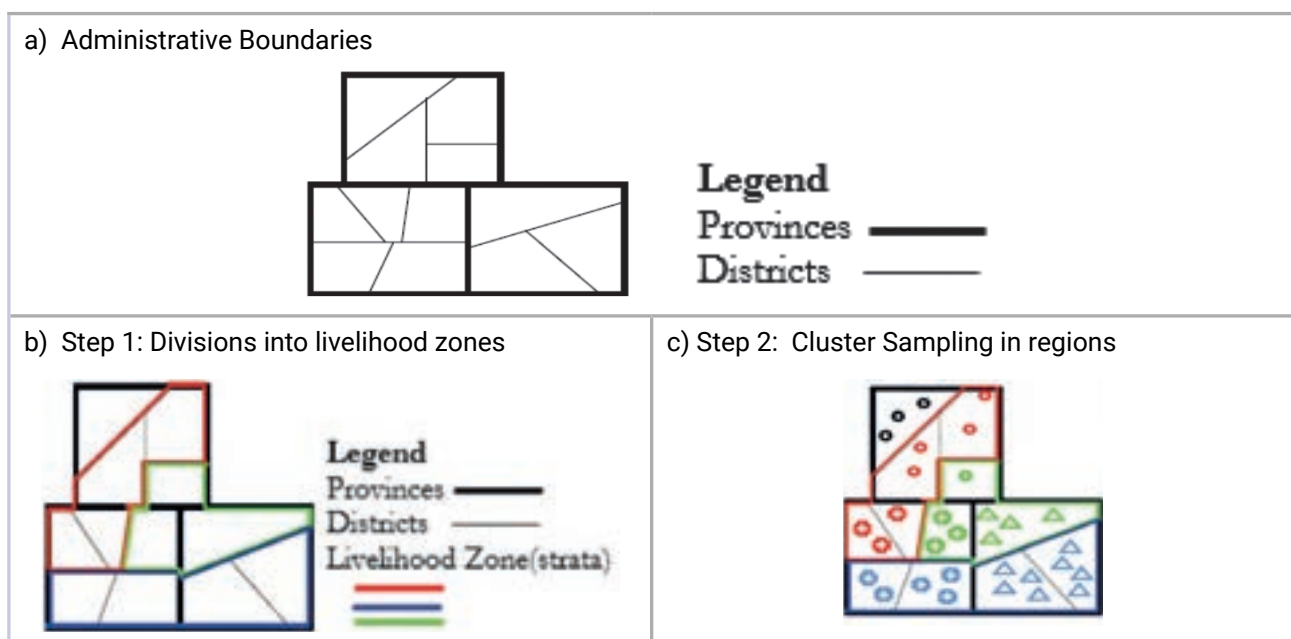 a) Administrative Boundaries
Legend
Provinces
Districts
b) Step 1: Divisions into livelihood zones
Legend
Provinces
Districts
Livelihood Zone(strata)
c) Step 2: Cluster Sampling in regions